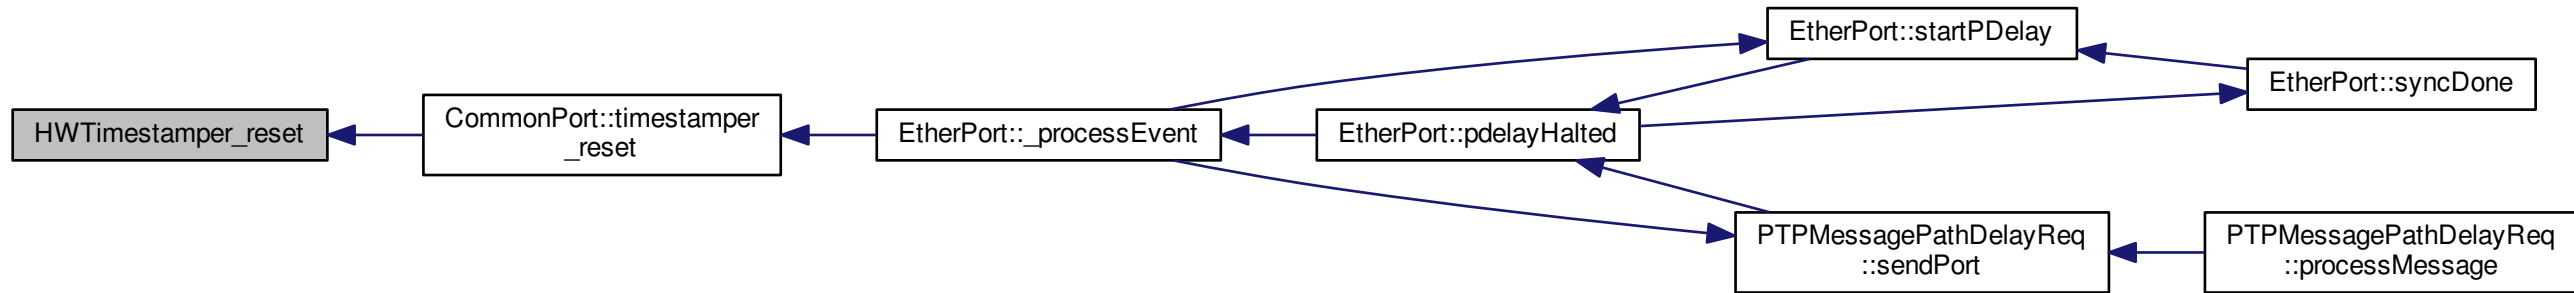 HWTimestamper_reset
CommonPort::timestamper
_reset
EtherPort::_processEvent
EtherPort::pdelayHalted
EtherPort::startPDelay
EtherPort::syncDone
PTPMessagePathDelayReq
::sendPort
PTPMessagePathDelayReq
::processMessage